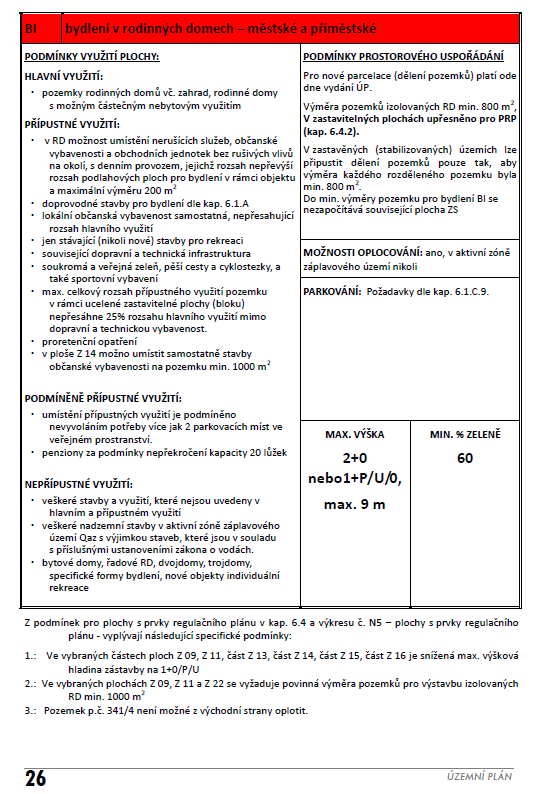 BI bydlení v rodinných domech – městské a příměstské
PODMÍNKY VYUŽITÍ PLOCHY:
HLAVNÍ VYUŽITÍ:
· pozemky rodinných domů vč. zahrad, rodinné domy
s možným částečným nebytovým využitím
PŘÍPUSTNÉ VYUŽITÍ:
· v RD možnost umístění nerušících služeb, občanské
vybavenosti a obchodních jednotek bez rušivých vlivů
na okolí, s denním provozem, jejichž rozsah nepřevýší
rozsah podlahových ploch pro bydlení v rámci objektu
a maximální výměru 200 m²
· doprovodné stavby pro bydlení dle kap. 6.1.A
· lokální občanská vybavenost samostatná, nepřesahující
rozsah hlavního využití
· jen stávající (nikoli nové) stavby pro rekreaci
· související dopravní a technická infrastruktura
· soukromá a veřejná zeleň, pěší cesty a cyklostezky, a
také sportovní vybavení
· max. celkový rozsah přípustného využití pozemku
v rámci ucelené zastavitelné plochy (bloku)
nepřesáhne 25% rozsahu hlavního využití mimo
dopravní a technickou vybavenost.
· proretenční opatření
· v ploše Z 14 možno umístit samostatně stavby
občanské vybavenosti na pozemku min. 1000 m²
PODMÍNĚNĚ PŘÍPUSTNÉ VYUŽITÍ:
· umístění přípustných využití je podmíněno
nevyvoláním potřeby více jak 2 parkovacích míst ve
veřejném prostranství.
· penziony za podmínky nepřekročení kapacity 20 lůžek
NEPŘÍPUSTNÉ VYUŽITÍ:
· veškeré stavby a využití, které nejsou uvedeny v
hlavním a přípustném využití
· veškeré nadzemní stavby v aktivní zóně záplavového
území Qaz s výjimkou staveb, které jsou v souladu
s příslušnými ustanoveními zákona o vodách.
· bytové domy, řadové RD, dvojdomy, trojdomy,
specifické formy bydlení, nové objekty individuální
rekreace
PODMÍNKY PROSTOROVÉHO USPOŘÁDÁNÍ
Pro nové parcelace (dělení pozemků) platí ode
dne vydání ÚP.
Výměra pozemků izolovaných RD min. 800 m²,
V zastavitelných plochách upřesněno pro PRP
(kap. 6.4.2).
V zastavěných (stabilizovaných) územích lze
připustit dělení pozemků pouze tak, aby
výměra každého rozděleného pozemku byla
min. 800 m².
Do min. výměry pozemku pro bydlení BI se
nezapočítává související plocha ZS
MOŽNOSTI OPLOCOVÁNÍ: ano, v aktivní zóně
záplavového území nikoli
PARKOVÁNÍ: Požadavky dle kap. 6.1.C.9.
MAX. VÝŠKA
2+0
nebo1+P/U/0,
max. 9 m
MIN. % ZELENĚ
60
Z podmínek pro plochy s prvky regulačního plánu v kap. 6.4 a výkresu č. N5 – plochy s prvky regulačního
plánu - vyplývají následující specifické podmínky:
1.: Ve vybraných částech ploch Z 09, Z 11, část Z 13, část Z 14, část Z 15, část Z 16 je snížená max. výšková
hladina zástavby na 1+0/P/U
2.: Ve vybraných plochách Z 09, Z 11 a Z 22 se vyžaduje povinná výměra pozemků pro výstavbu izolovaných
RD min. 1000 m²
3.: Pozemek p.č. 341/4 není možné z východní strany oplotit.
26 ÚZEMNÍ PLÁN